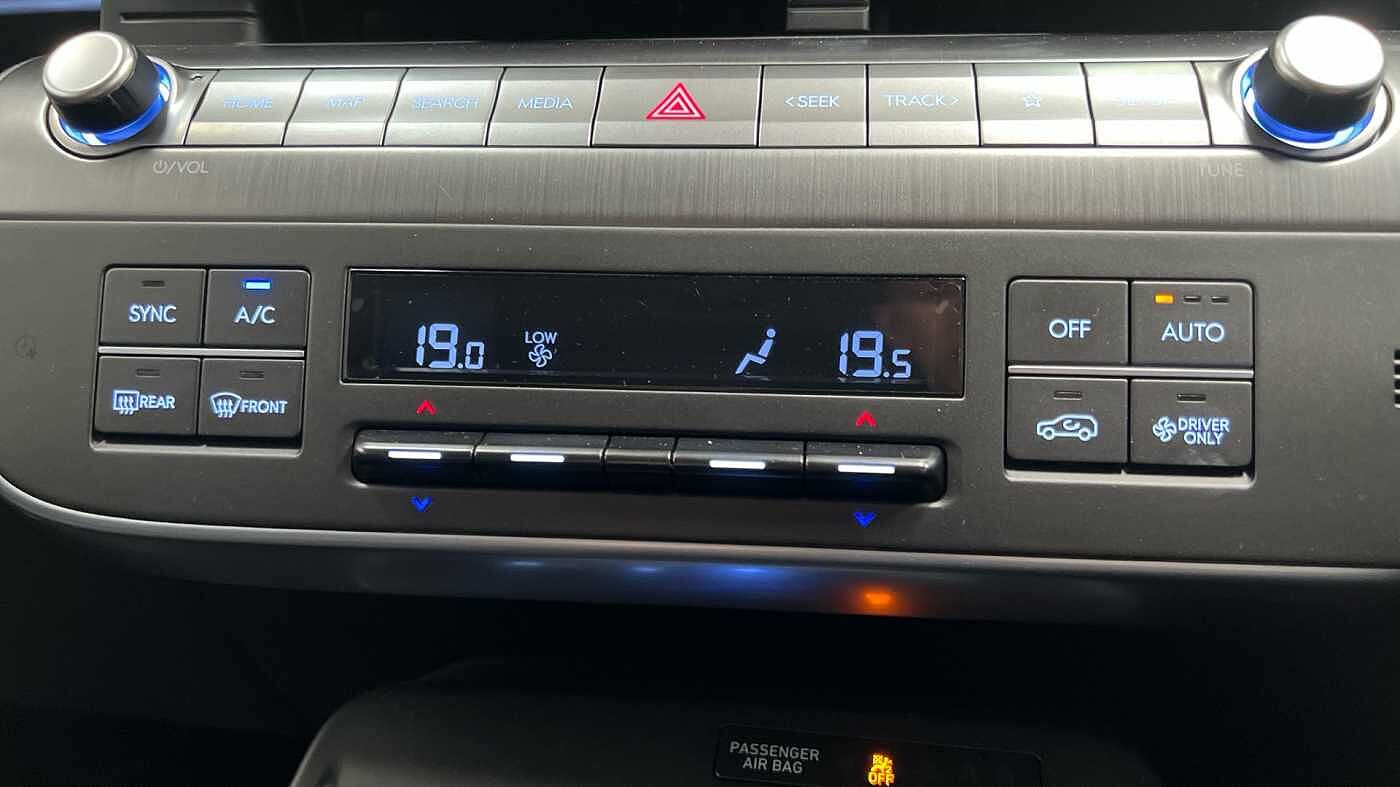 HOME MAP SEARCH MEDIA <SEEK TRACK> SETUP
/VOL TUNE
SYNC A/C 19.0 LOW 19.5 OFF AUTO
REAR FRONT DRIVER
ONLY
PASSENGER
AIR BAG
OFF